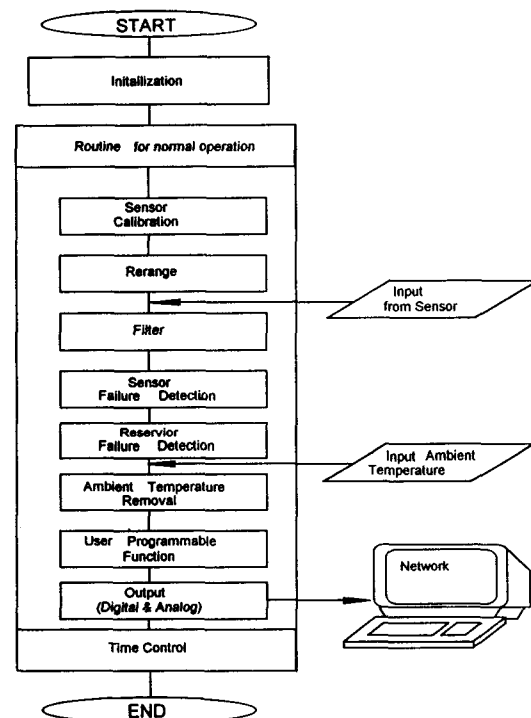 START
Initailization
Routine for normal operation
Sensor
Calibration
Rerange
Input
from Sensor
Filter
Sensor
Failure Detection
Reservior
Failure Detection
Input Ambient
Temperature
Ambient Temperature
Removal
User Programmable
Function
Network
Output
(Digital & Analog)
Time Control
END